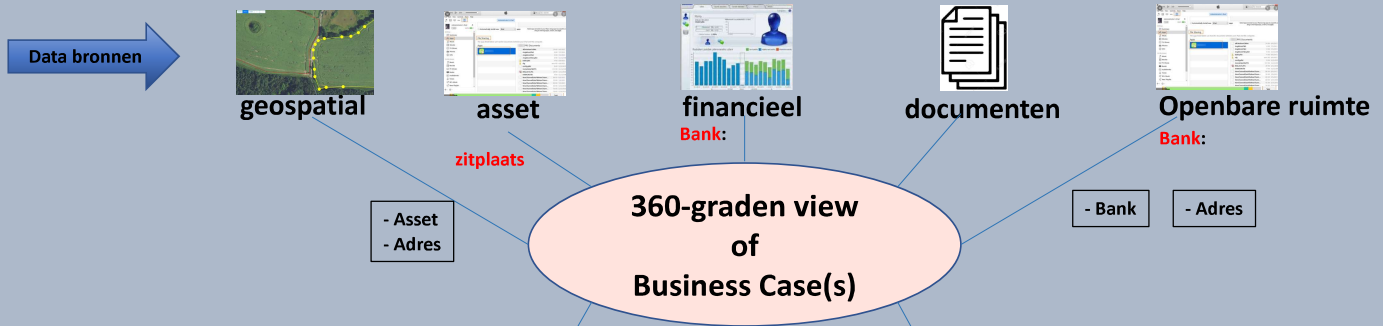 Data bronnen
geospatial
asset
financieel
documenten
Openbare ruimte
Bank:
Bank:
zitplaats
- Asset
- Adres
- Bank
- Adres
360-graden view
of
Business Case(s)